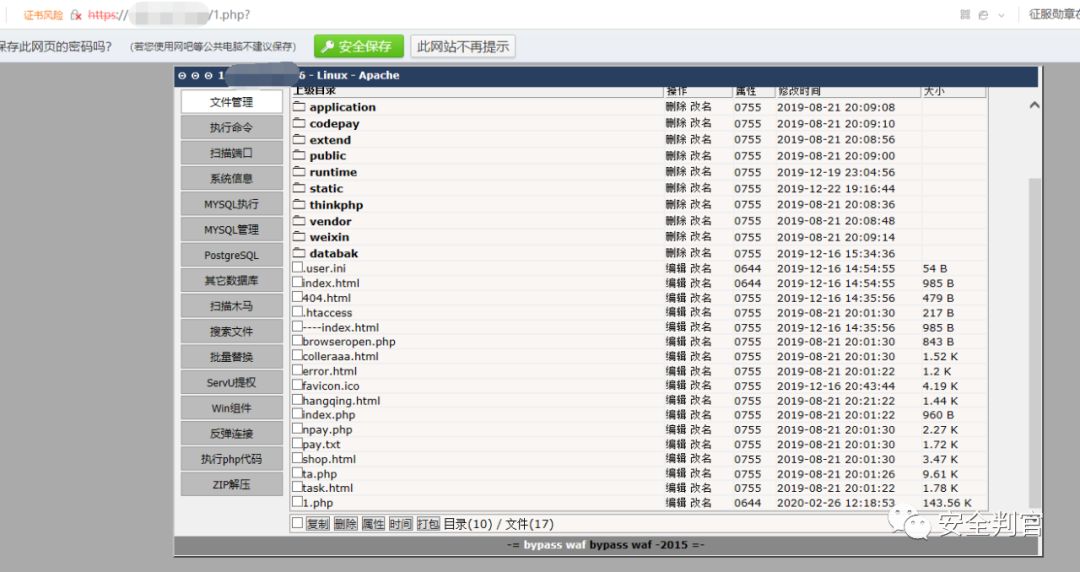 证书风险 https:// /1.php? 征服勋章在
保存此网页的密码吗? (若您使用网吧等公共电脑不建议保存) 安全保存 此网站不再提示
1 6 - Linux - Apache
文件管理
执行命令
扫描端口
系统信息
MYSQL执行
MYSQL管理
PostgreSQL
其它数据库
扫描木马
搜索文件
批量替换
ServU提权
Win组件
反弹连接
执行php代码
ZIP解压
上级目录 操作 属性 修改时间 大小
application 删除 改名 0755 2019-08-21 20:09:08
codepay 删除 改名 0755 2019-08-21 20:09:10
extend 删除 改名 0755 2019-08-21 20:08:56
public 删除 改名 0755 2019-08-21 20:09:00
runtime 删除 改名 0755 2019-12-19 23:04:56
static 删除 改名 0755 2019-12-22 19:16:44
thinkphp 删除 改名 0755 2019-08-21 20:08:36
vendor 删除 改名 0755 2019-08-21 20:08:48
weixin 删除 改名 0755 2019-08-21 20:09:14
databak 删除 改名 0755 2019-12-16 15:34:36
.user.ini 编辑 改名 0644 2019-12-16 14:54:55 54 B
index.html 编辑 改名 0644 2019-12-16 14:54:55 985 B
404.html 编辑 改名 0755 2019-12-16 14:35:56 479 B
.htaccess 编辑 改名 0755 2019-08-21 20:01:30 217 B
----index.html 编辑 改名 0755 2019-12-16 14:35:56 985 B
browseropen.php 编辑 改名 0755 2019-08-21 20:01:30 843 B
colleraaa.html 编辑 改名 0755 2019-08-21 20:01:30 1.52 K
error.html 编辑 改名 0755 2019-08-21 20:01:22 1.2 K
favicon.ico 编辑 改名 0755 2019-12-16 20:43:44 4.19 K
hangqing.html 编辑 改名 0755 2019-08-21 20:21:22 1.44 K
index.php 编辑 改名 0755 2019-08-21 20:01:22 960 B
npay.php 编辑 改名 0755 2019-08-21 20:01:30 2.27 K
pay.txt 编辑 改名 0755 2019-08-21 20:01:30 1.72 K
shop.html 编辑 改名 0755 2019-08-21 20:01:30 3.47 K
ta.php 编辑 改名 0755 2019-08-21 20:01:26 9.61 K
task.html 编辑 改名 0755 2019-08-21 20:01:22 1.78 K
1.php 编辑 改名 0644 2020-02-26 12:18:53 143.56 K
复制 删除 属性 时间 打包 目录(10) / 文件(17)
安全判官
-= bypass waf bypass waf -2015 =-